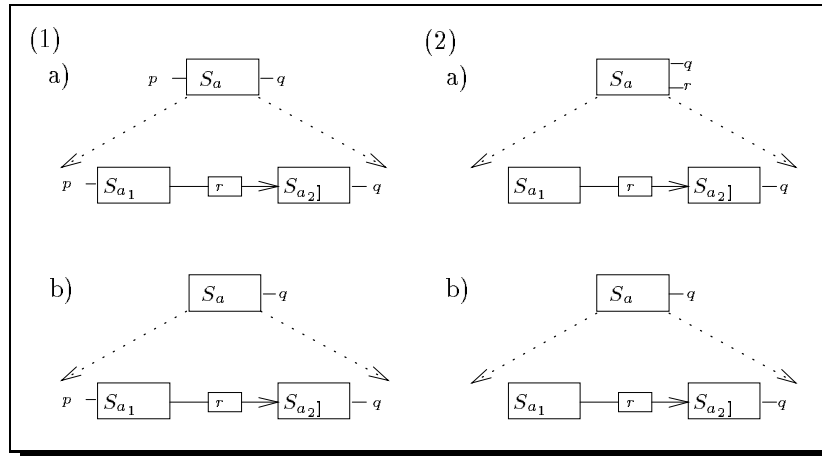 (1)
(2)
a)
p S_a q
a)
S_a q
r
p S_{a_1} r S_{a_2]} q
S_{a_1} r S_{a_2]} q
b)
S_a q
b)
S_a q
p S_{a_1} r S_{a_2]} q
S_{a_1} r S_{a_2]} q